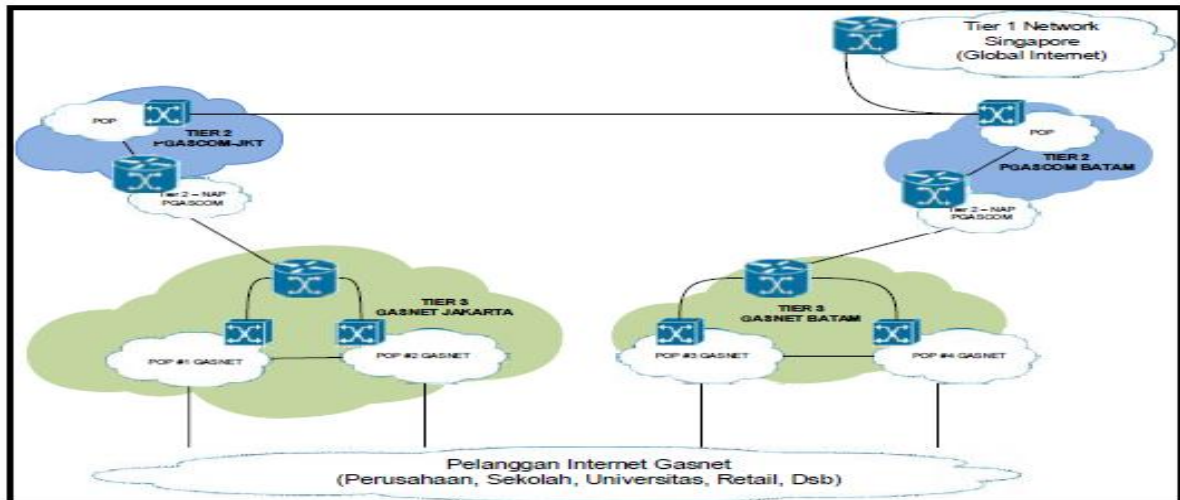 Tier 1 Network
Singapore
(Global Internet)
POP
TIER 2
PGASCOM-JKT
POP
TIER 2
PGASCOM BATAM
Tier 2 – NAP
PGASCOM
Tier 2 – NAP
PGASCOM
TIER 3
GASNET JAKARTA
TIER 3
GASNET BATAM
POP #1 GASNET
POP #2 GASNET
POP #3 GASNET
POP #4 GASNET
Pelanggan Internet Gasnet
(Perusahaan, Sekolah, Universitas, Retail, Dsb)